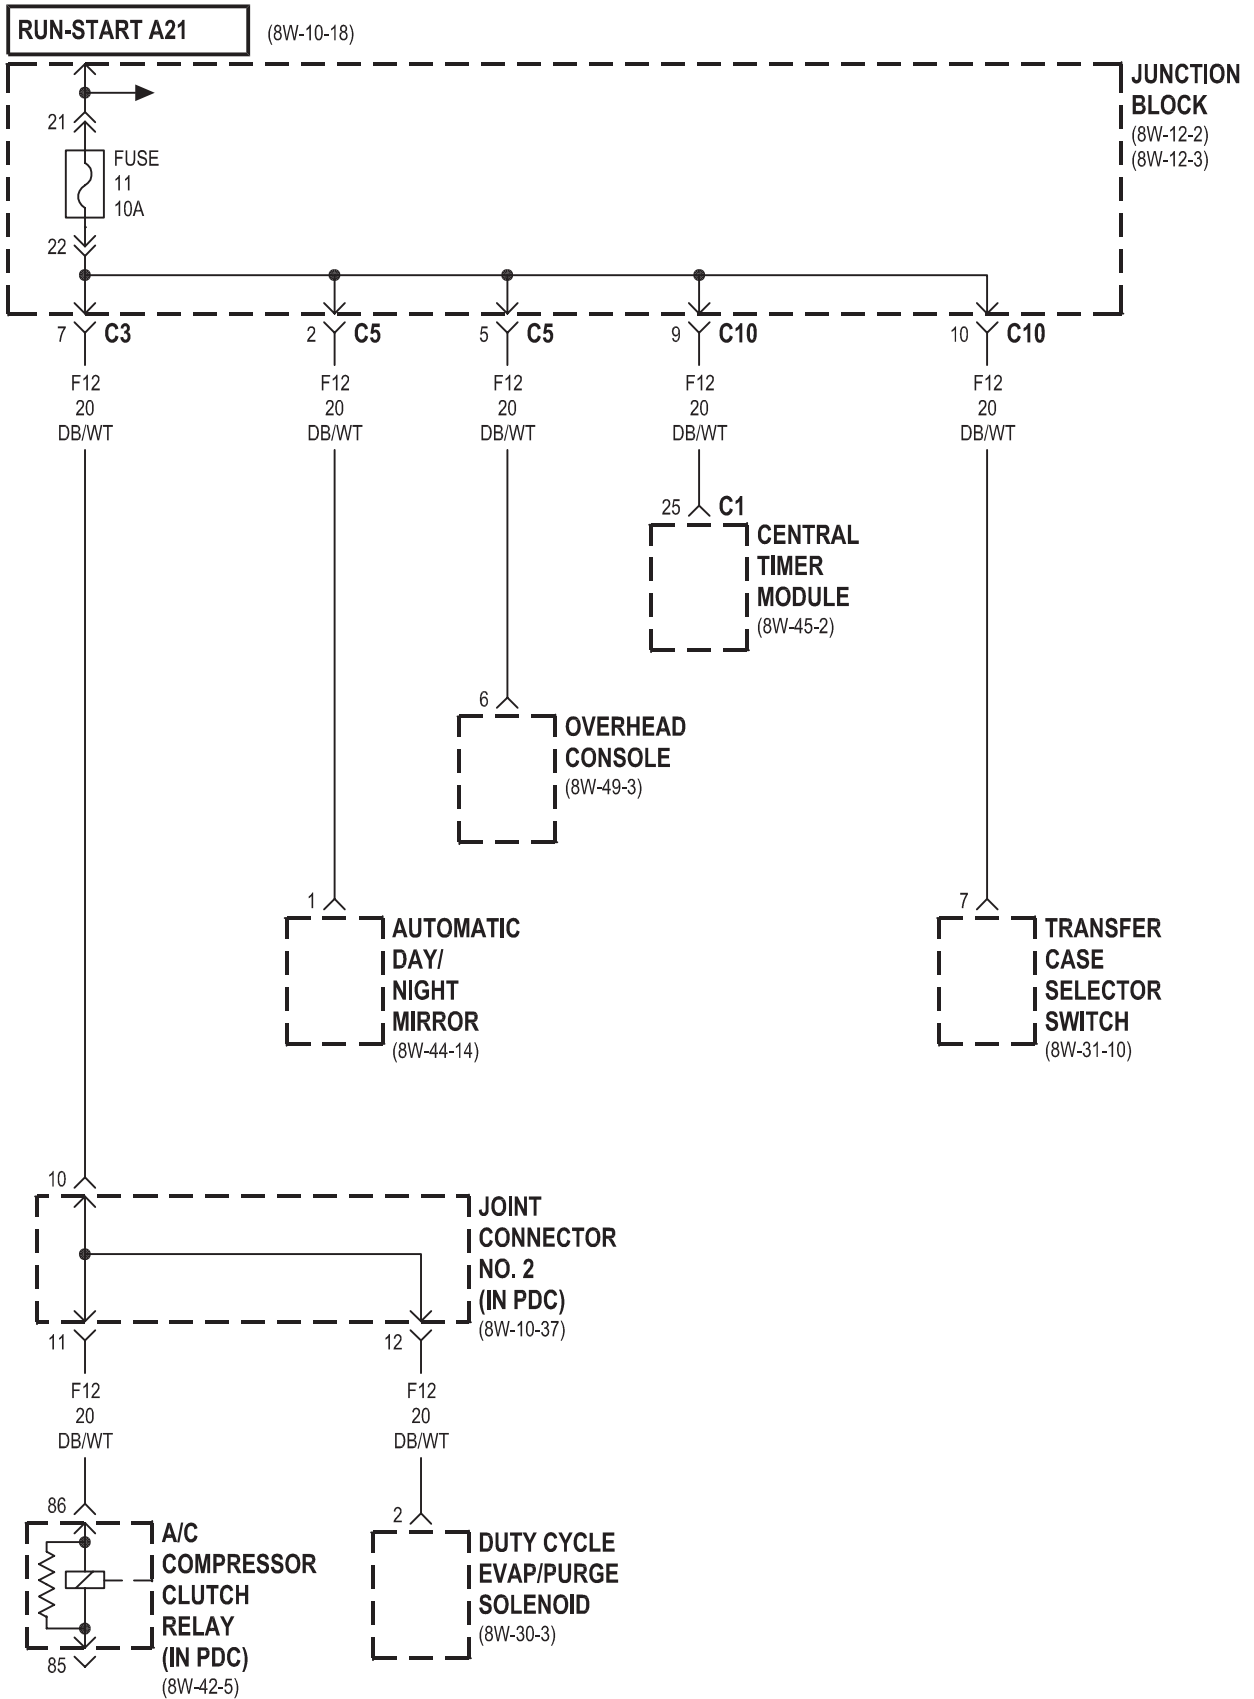 RUN-START A21 (8W-10-18)
JUNCTION
BLOCK
(8W-12-2)
(8W-12-3)
21
FUSE
11
10A
22
7 C3
2 C5
5 C5
9 C10
10 C10
F12
20
DB/WT
F12
20
DB/WT
F12
20
DB/WT
F12
20
DB/WT
F12
20
DB/WT
25 C1
CENTRAL
TIMER
MODULE
(8W-45-2)
6
OVERHEAD
CONSOLE
(8W-49-3)
1
AUTOMATIC
DAY/
NIGHT
MIRROR
(8W-44-14)
7
TRANSFER
CASE
SELECTOR
SWITCH
(8W-31-10)
10
JOINT
CONNECTOR
NO. 2
(IN PDC)
(8W-10-37)
11
12
F12
20
DB/WT
F12
20
DB/WT
86
A/C
COMPRESSOR
CLUTCH
RELAY
(IN PDC)
(8W-42-5)
85
2
DUTY CYCLE
EVAP/PURGE
SOLENOID
(8W-30-3)